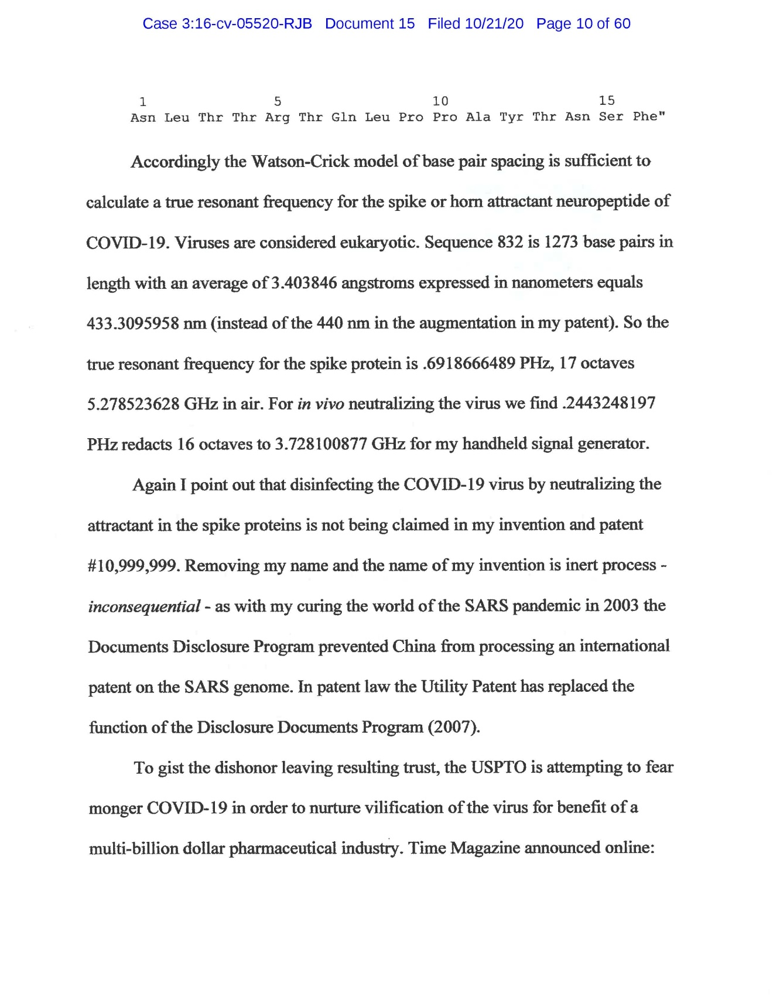 Case 3:16-cv-05520-RJB Document 15 Filed 10/21/20 Page 10 of 60
1 5 10 15
Asn Leu Thr Thr Arg Thr Gln Leu Pro Pro Ala Tyr Thr Asn Ser Phe"
Accordingly the Watson-Crick model of base pair spacing is sufficient to
calculate a true resonant frequency for the spike or horn attractant neuropeptide of
COVID-19. Viruses are considered eukaryotic. Sequence 832 is 1273 base pairs in
length with an average of 3.403846 angstroms expressed in nanometers equals
433.3095958 nm (instead of the 440 nm in the augmentation in my patent). So the
true resonant frequency for the spike protein is .6918666489 PHz, 17 octaves
5.278523628 GHz in air. For in vivo neutralizing the virus we find .2443248197
PHz redacts 16 octaves to 3.728100877 GHz for my handheld signal generator.
Again I point out that disinfecting the COVID-19 virus by neutralizing the
attractant in the spike proteins is not being claimed in my invention and patent
#10,999,999. Removing my name and the name of my invention is inert process -
inconsequential - as with my curing the world of the SARS pandemic in 2003 the
Documents Disclosure Program prevented China from processing an international
patent on the SARS genome. In patent law the Utility Patent has replaced the
function of the Disclosure Documents Program (2007).
To gist the dishonor leaving resulting trust, the USPTO is attempting to fear
monger COVID-19 in order to nurture vilification of the virus for benefit of a
multi-billion dollar pharmaceutical industry. Time Magazine announced online: